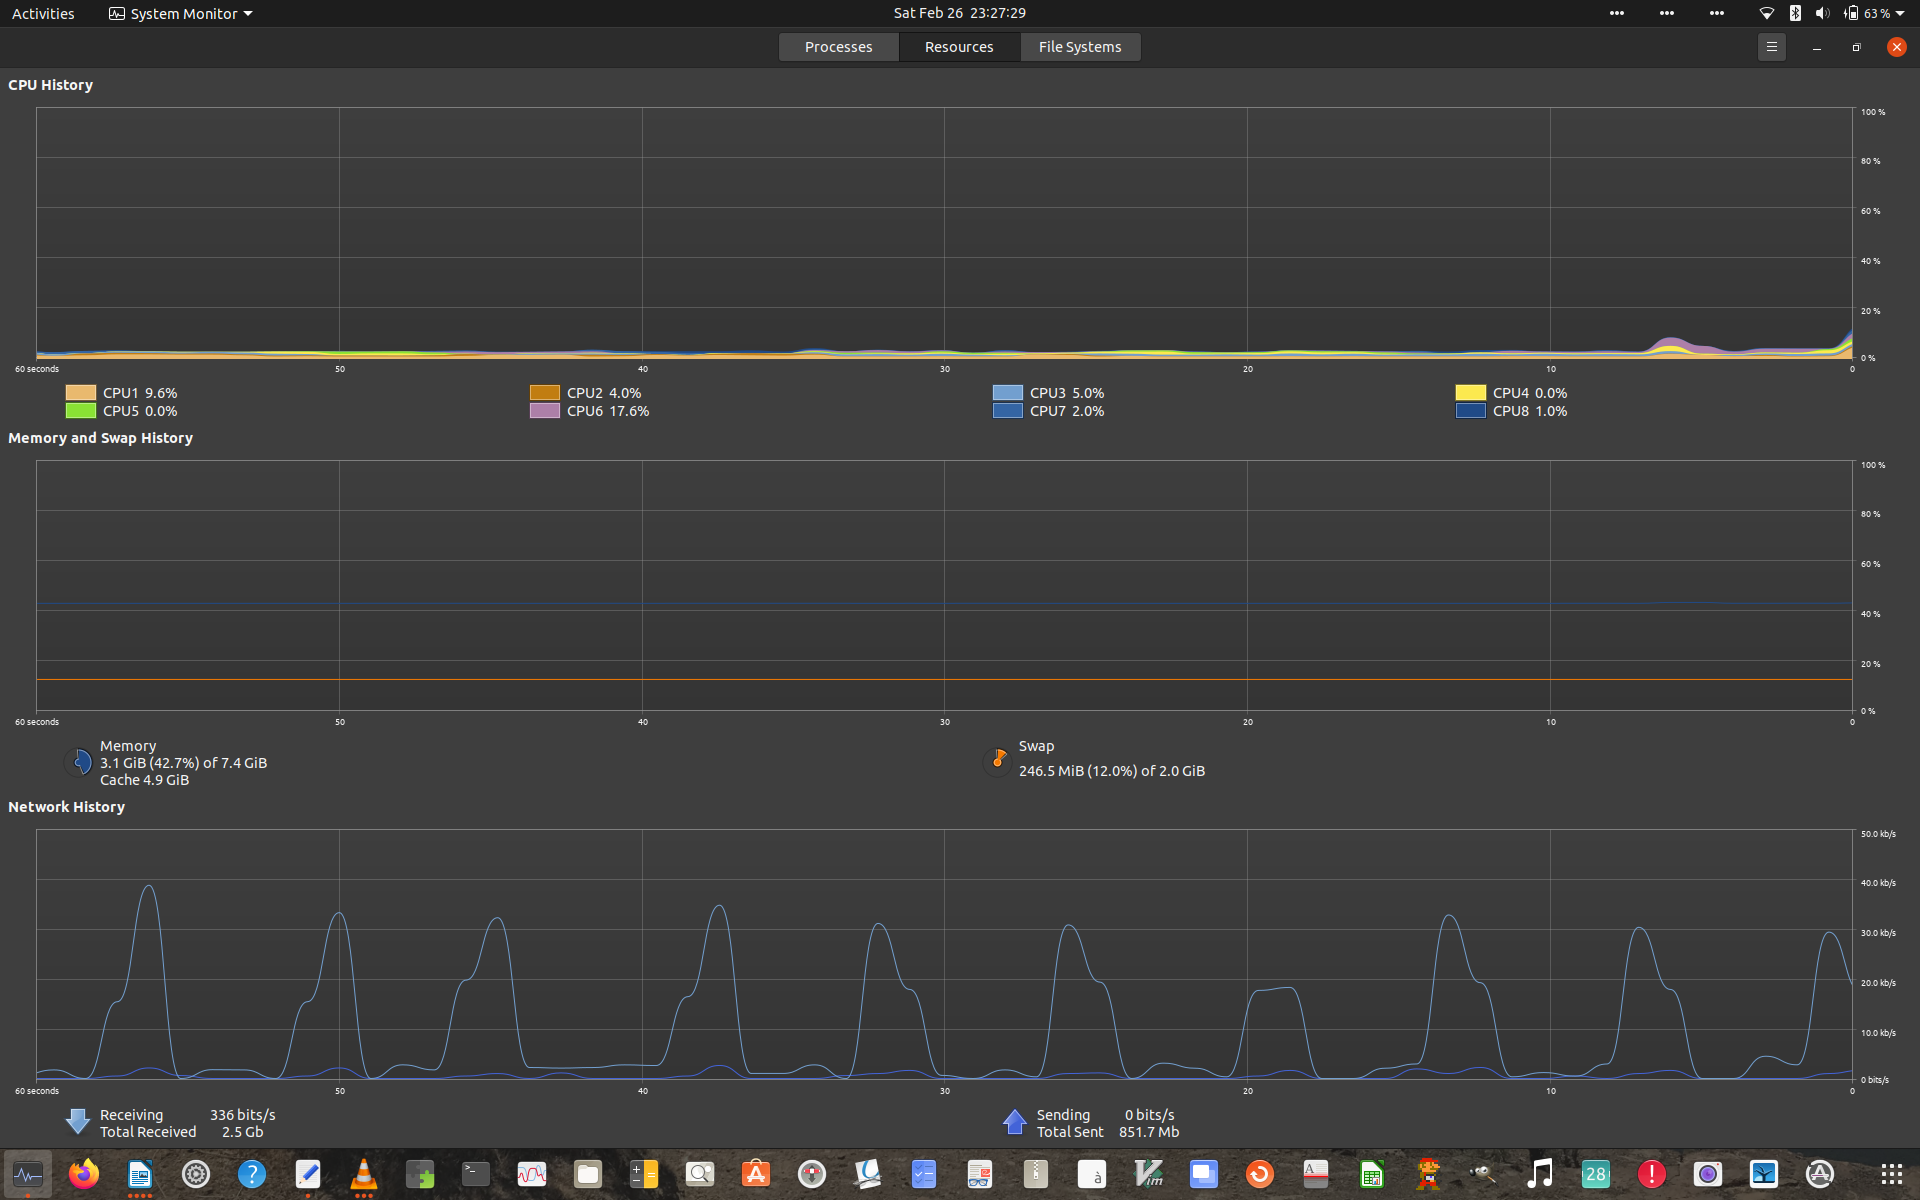 Activities System Monitor Sat Feb 26 23:27:29 63 %
Processes Resources File Systems
CPU History
100 %
80 %
60 %
40 %
20 %
0 %
60 seconds 50 40 30 20 10 0
CPU1 9.6% CPU2 4.0% CPU3 5.0% CPU4 0.0%
CPU5 0.0% CPU6 17.6% CPU7 2.0% CPU8 1.0%
Memory and Swap History
100 %
80 %
60 %
40 %
20 %
0 %
60 seconds 50 40 30 20 10 0
Memory
3.1 GiB (42.7%) of 7.4 GiB
Cache 4.9 GiB
Swap
246.5 MiB (12.0%) of 2.0 GiB
Network History
50.0 kb/s
40.0 kb/s
30.0 kb/s
20.0 kb/s
10.0 kb/s
0 bits/s
60 seconds 50 40 30 20 10 0
Receiving 336 bits/s
Total Received 2.5 Gb
Sending 0 bits/s
Total Sent 851.7 Mb
? >_ à Vim A 28 !